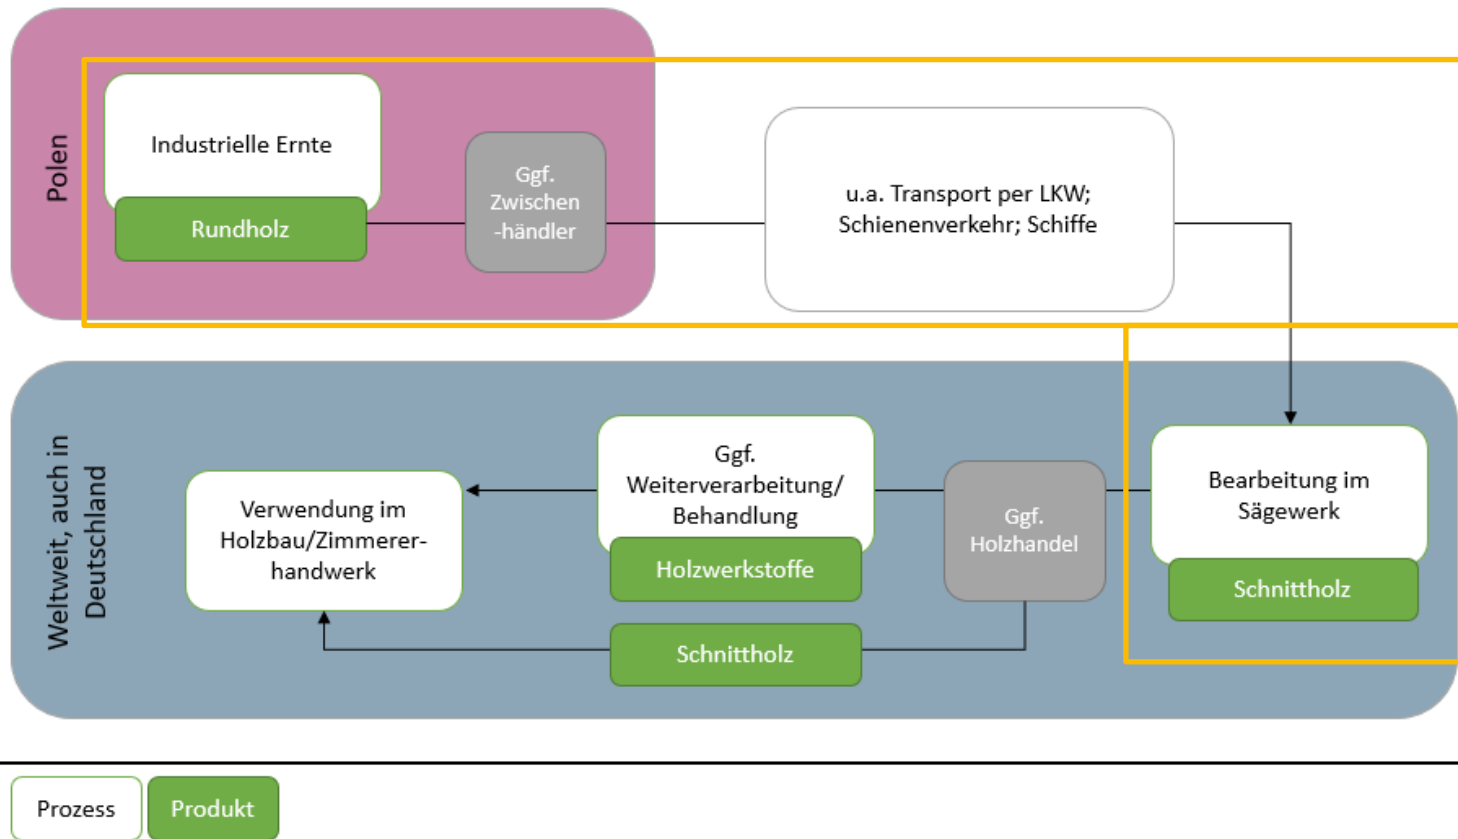 Polen
Industrielle Ernte
Rundholz
Ggf.
Zwischen
-händler
u.a. Transport per LKW;
Schienenverkehr; Schiffe
Weltweit, auch in
Deutschland
Verwendung im
Holzbau/Zimmerer-
handwerk
Ggf.
Weiterverarbeitung/
Behandlung
Holzwerkstoffe
Schnittholz
Ggf.
Holzhandel
Bearbeitung im
Sägewerk
Schnittholz
Prozess
Produkt